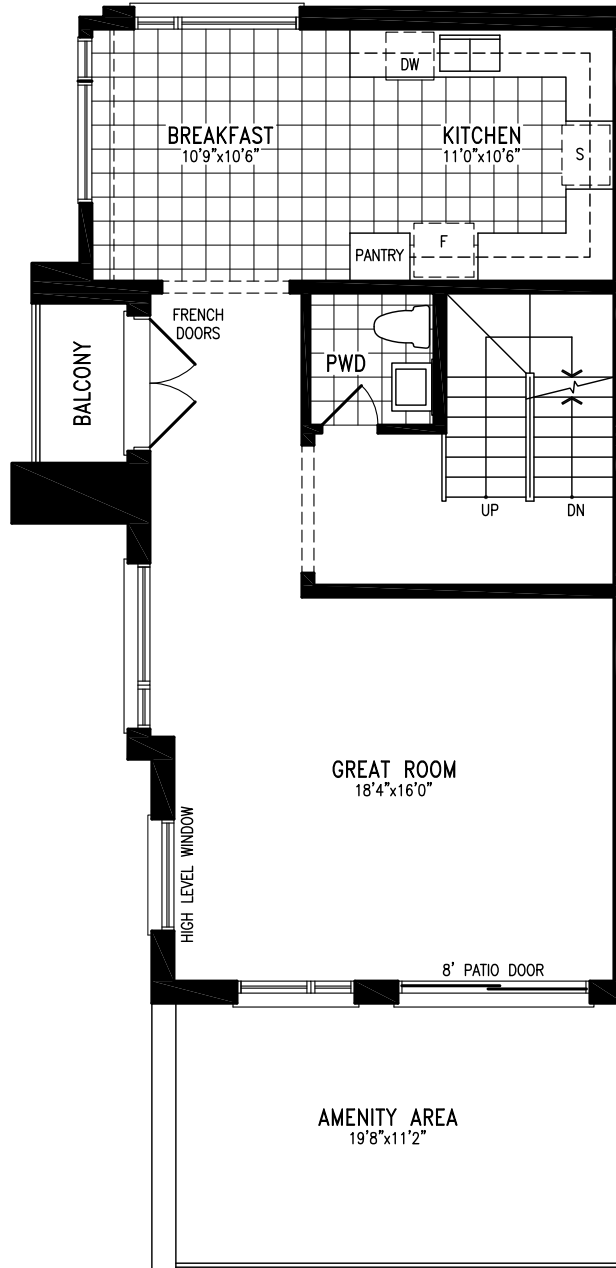 DW
BREAKFAST
10'9"x10'6"
KITCHEN
11'0"x10'6"
S
F
PANTRY
FRENCH
DOORS
BALCONY
PWD
UP
DN
GREAT ROOM
18'4"x16'0"
HIGH LEVEL WINDOW
8' PATIO DOOR
AMENITY AREA
19'8"x11'2"